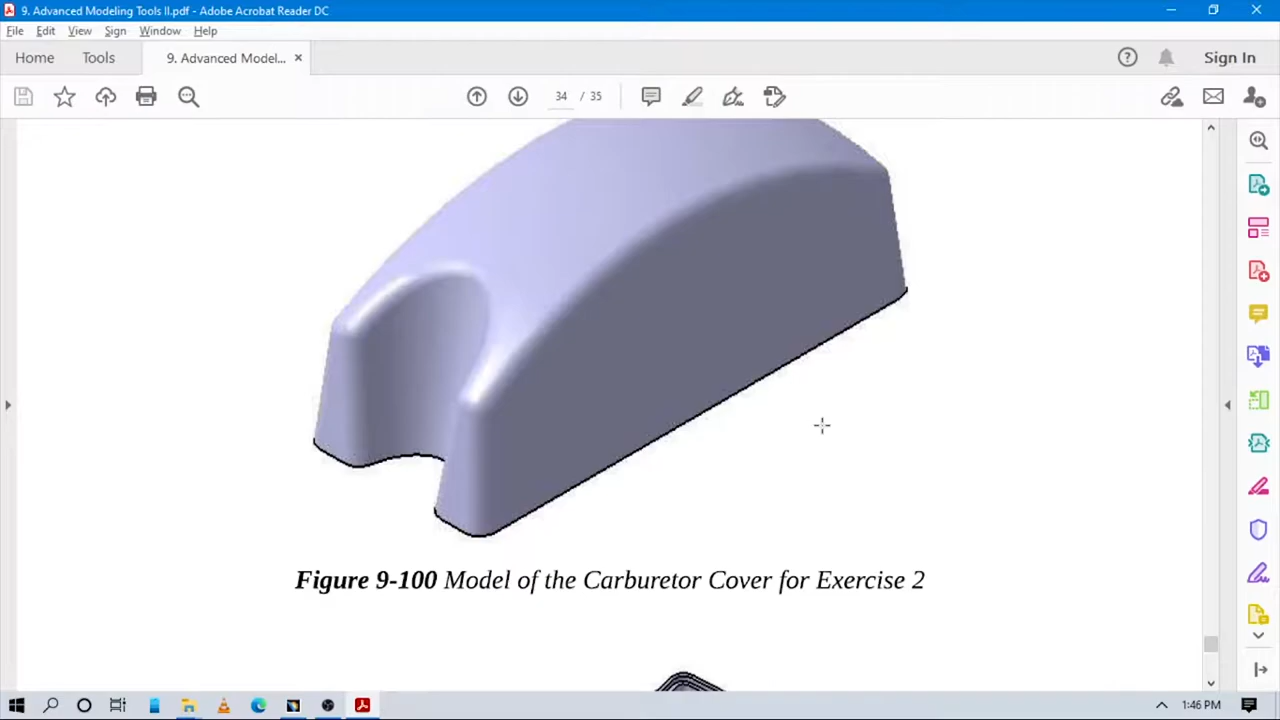 9. Advanced Modeling Tools II.pdf - Adobe Acrobat Reader DC
File Edit View Sign Window Help
Home Tools 9. Advanced Model... × Sign In
34 / 35
Figure 9-100 Model of the Carburetor Cover for Exercise 2
1:46 PM